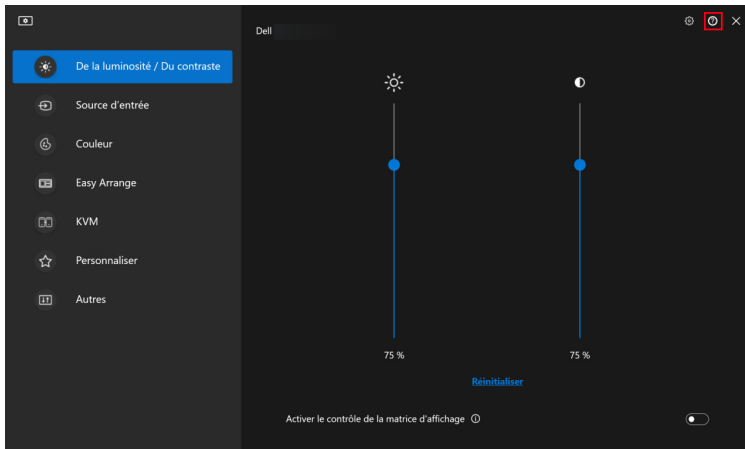 Dell
De la luminosité / Du contraste
Source d'entrée
Couleur
Easy Arrange
KVM
Personnaliser
Autres
75 %
75 %
Réinitialiser
Activer le contrôle de la matrice d'affichage